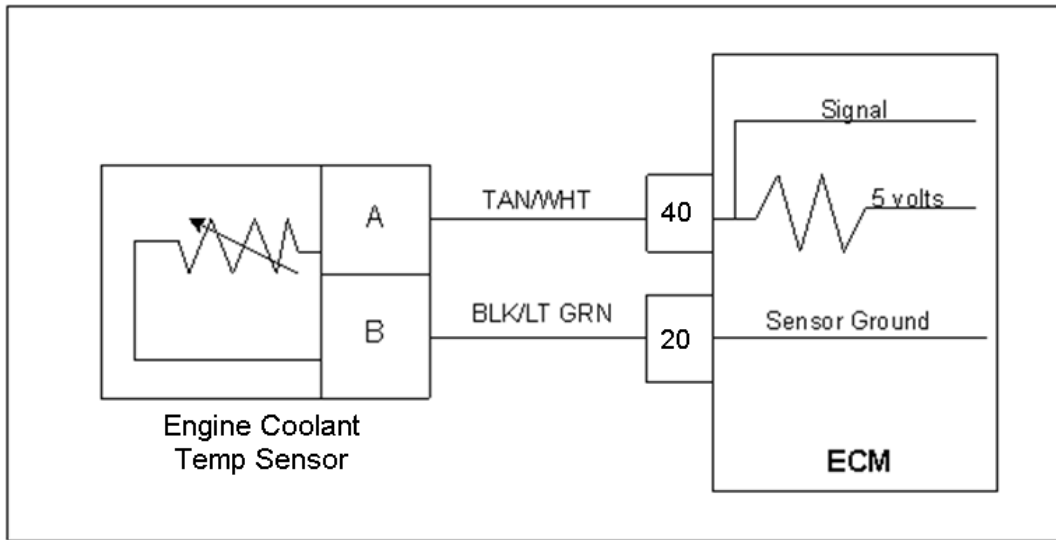 Signal
5 volts
A
TAN/WHT
40
B
BLK/LT GRN
20
Sensor Ground
Engine Coolant
Temp Sensor
ECM